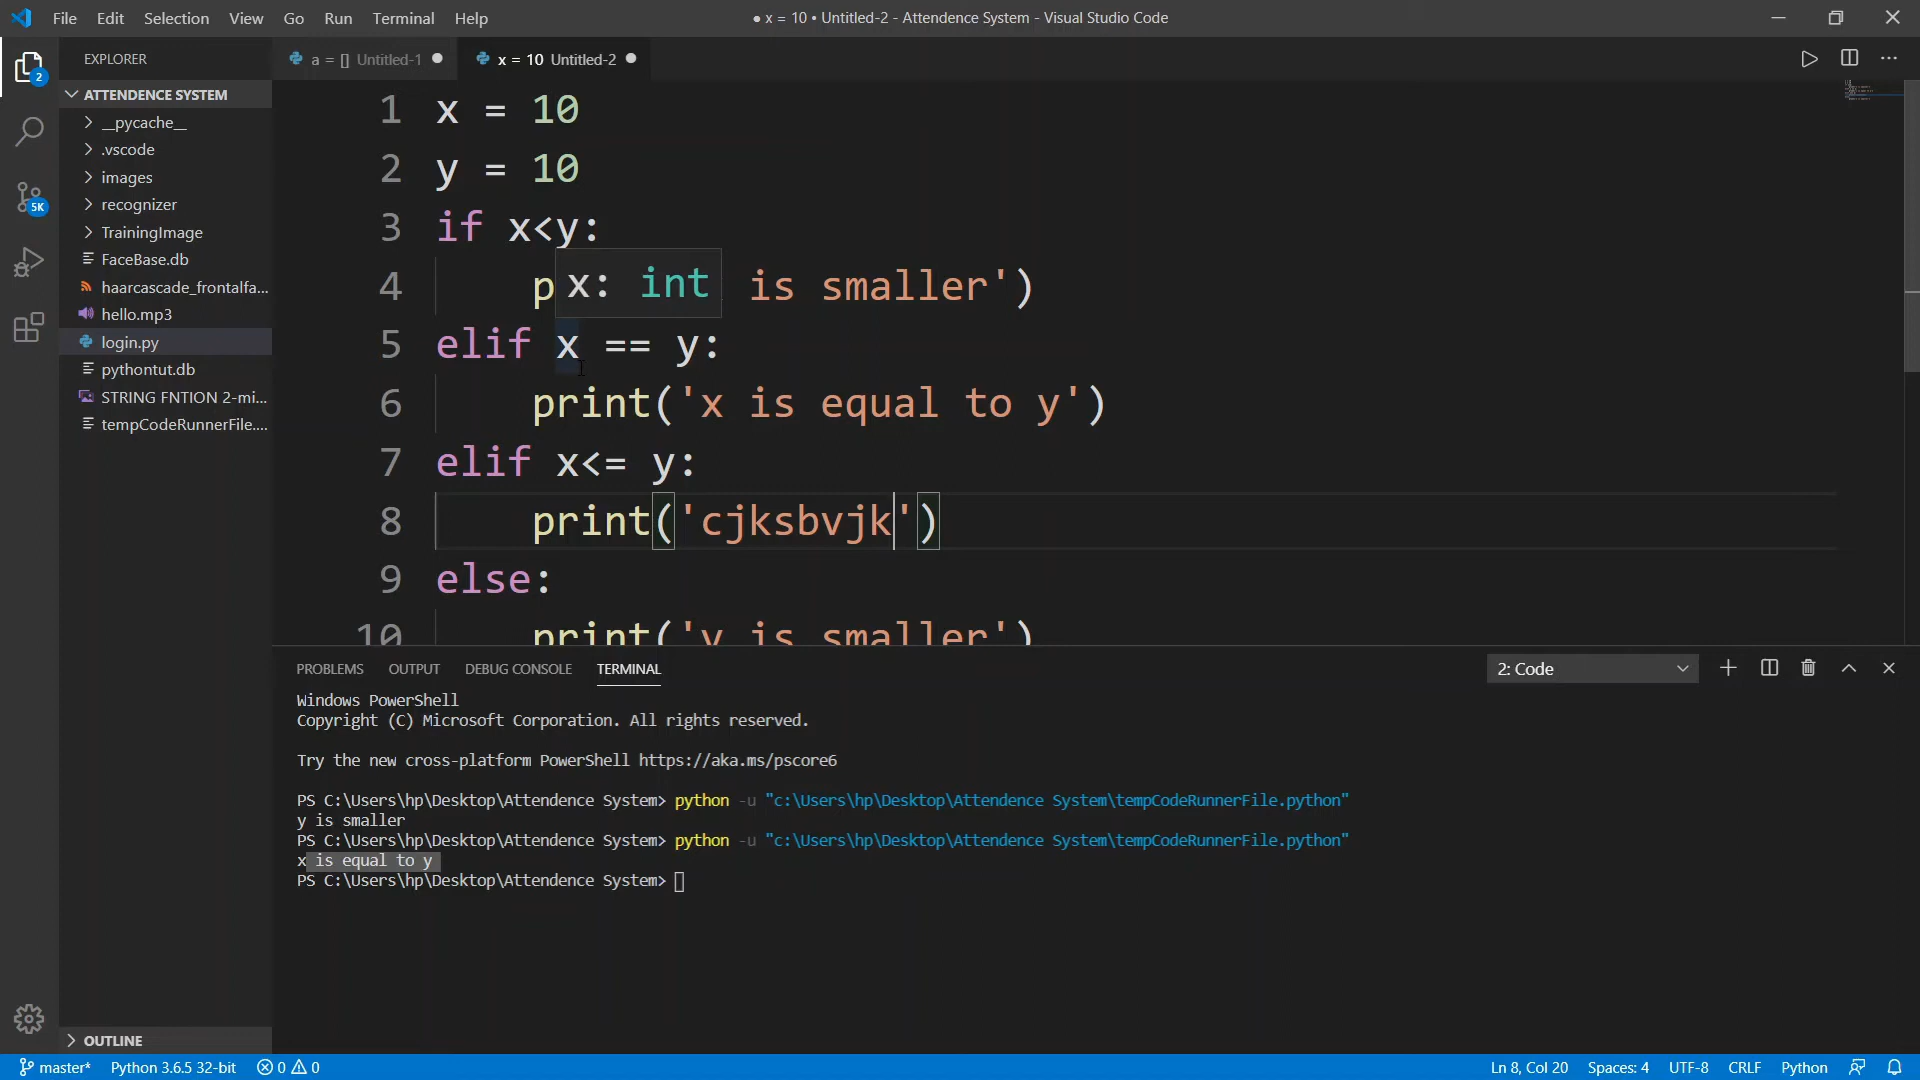 File Edit Selection View Go Run Terminal Help
● x = 10 • Untitled-2 - Attendence System - Visual Studio Code
EXPLORER
a = [] Untitled-1
x = 10 Untitled-2
ATTENDENCE SYSTEM
__pycache__
.vscode
images
recognizer
TrainingImage
FaceBase.db
haarcascade_frontalfa...
hello.mp3
login.py
pythontut.db
STRING FNTION 2-mi...
tempCodeRunnerFile....
2
5K
1 x = 10
2 y = 10
3 if x<y:
4 p is smaller')
x: int
5 elif x == y:
6 print('x is equal to y')
7 elif x<= y:
8 print('cjksbvjk')
9 else:
10 print('y is smaller')
PROBLEMS OUTPUT DEBUG CONSOLE TERMINAL
2: Code
Windows PowerShell
Copyright (C) Microsoft Corporation. All rights reserved.
Try the new cross-platform PowerShell https://aka.ms/pscore6
PS C:\Users\hp\Desktop\Attendence System> python -u "c:\Users\hp\Desktop\Attendence System\tempCodeRunnerFile.python"
y is smaller
PS C:\Users\hp\Desktop\Attendence System> python -u "c:\Users\hp\Desktop\Attendence System\tempCodeRunnerFile.python"
x is equal to y
PS C:\Users\hp\Desktop\Attendence System>
OUTLINE
master* Python 3.6.5 32-bit 0 0
Ln 8, Col 20 Spaces: 4 UTF-8 CRLF Python